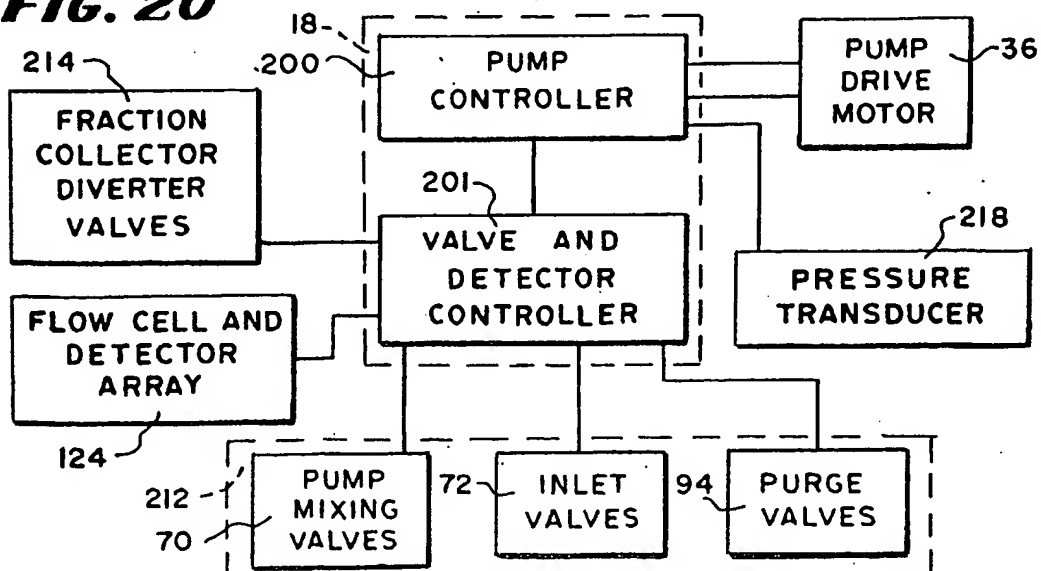 FIG. 20
18
200
PUMP
CONTROLLER
PUMP
DRIVE
MOTOR
36
214
FRACTION
COLLECTOR
DIVERTER
VALVES
201
VALVE AND
DETECTOR
CONTROLLER
218
PRESSURE
TRANSDUCER
FLOW CELL AND
DETECTOR
ARRAY
124
212
70
PUMP
MIXING
VALVES
72
INLET
VALVES
94
PURGE
VALVES